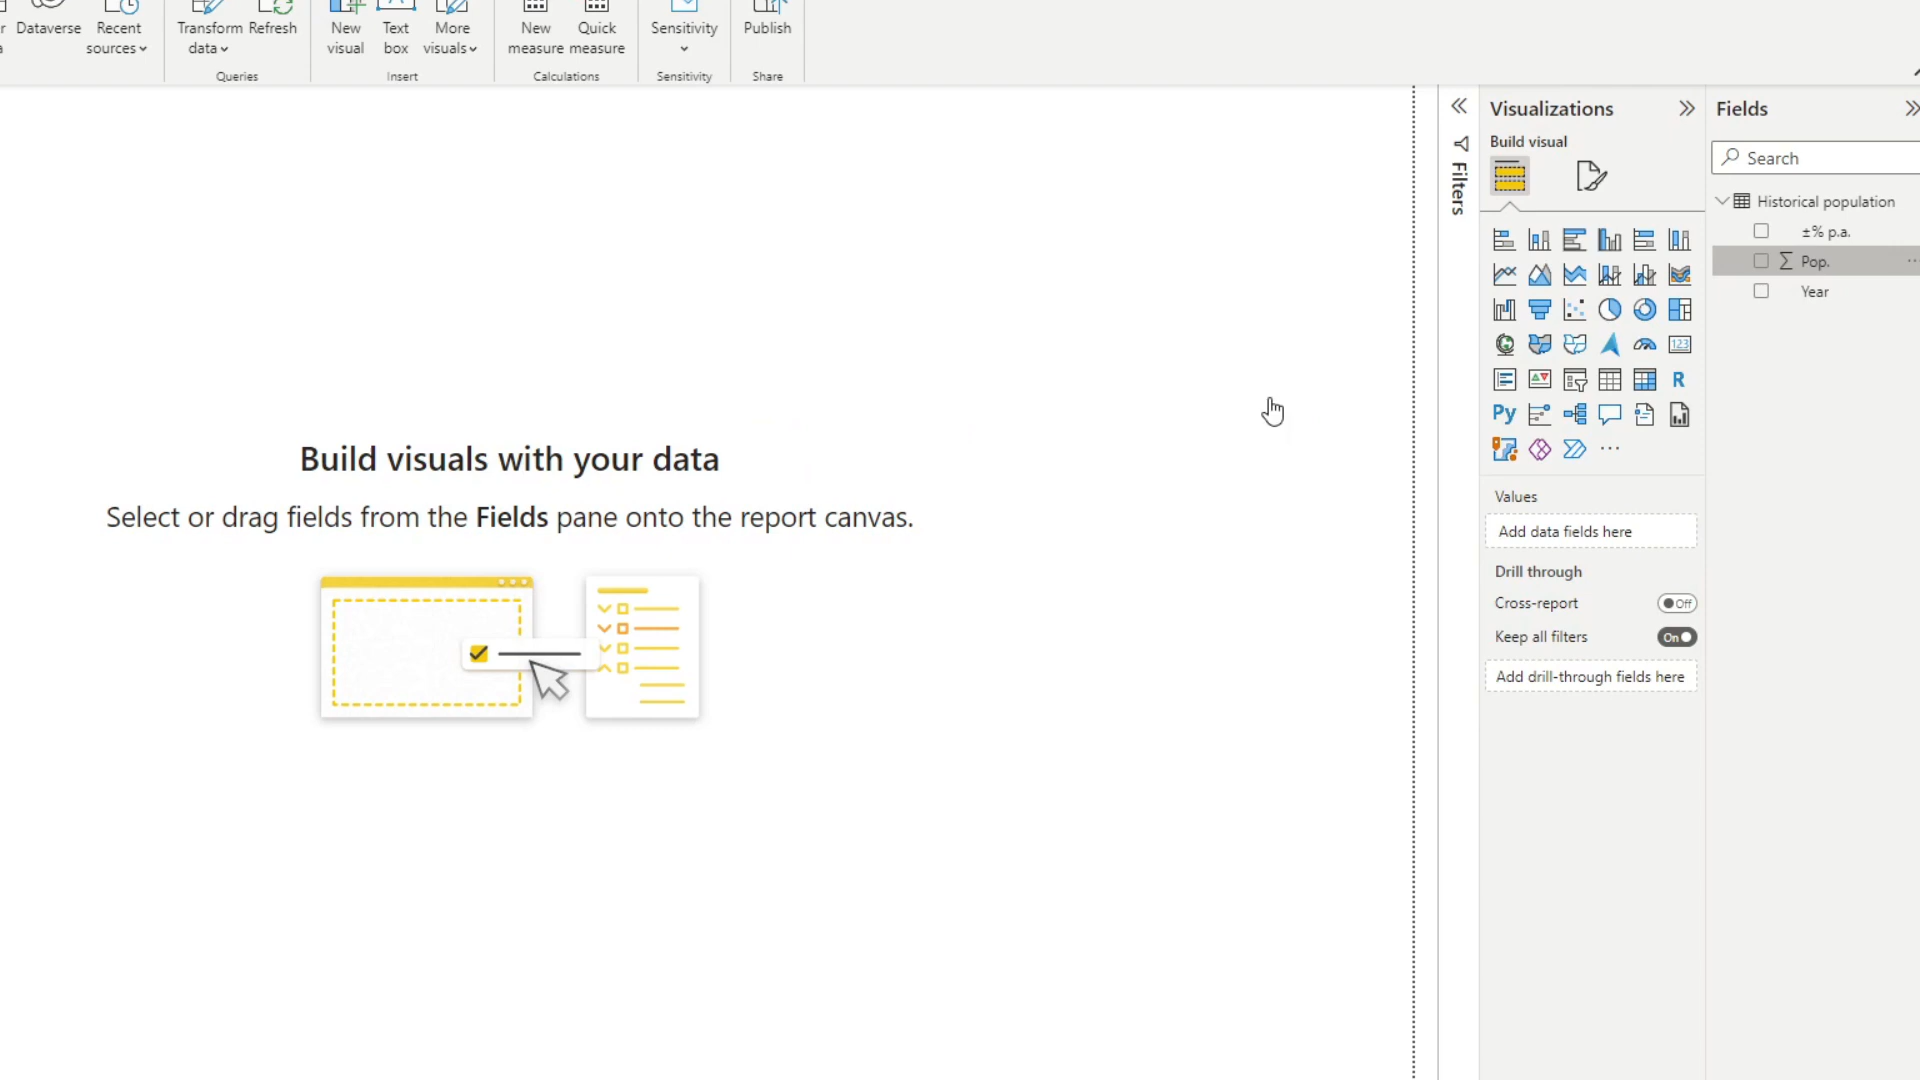 r Dataverse Recent Transform Refresh New Text More New Quick Sensitivity Publish
a sources data visual box visuals measure measure
Queries Insert Calculations Sensitivity Share
Visualizations
Fields
Build visual
Search
Filters
Historical population
±% p.a.
Pop.
Year
123
R
Py
Build visuals with your data
Select or drag fields from the Fields pane onto the report canvas.
Values
Add data fields here
Drill through
Cross-report Off
Keep all filters On
Add drill-through fields here